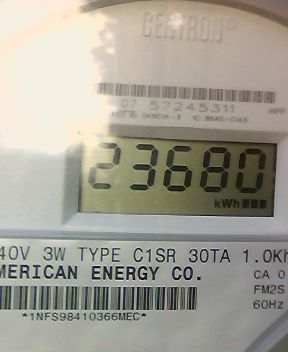 CENTRON®
07 57245311
23680
kWh
40V 3W TYPE C1SR 30TA 1.0Kh
MERICAN ENERGY CO.
CA 0
FM2S
60Hz
*1NFS98410366MEC*